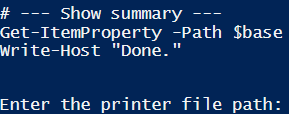 # --- Show summary ---
Get-ItemProperty -Path $base
Write-Host "Done."
Enter the printer file path: